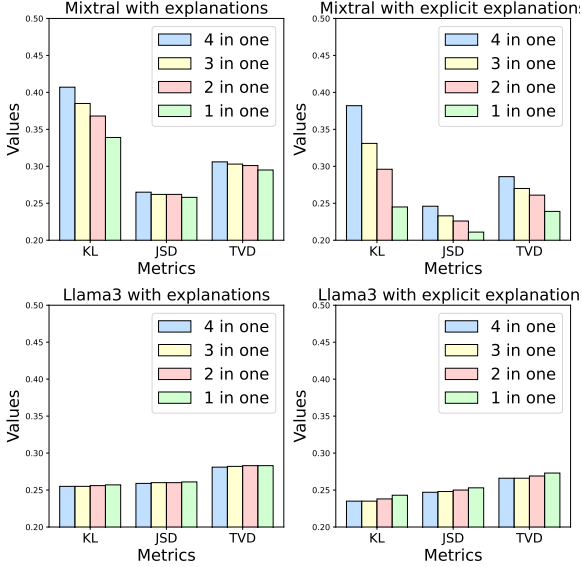 Mixtral with explanations
0.50
0.45
0.40
0.35
0.30
0.25
0.20
Values
4 in one
3 in one
2 in one
1 in one
KL JSD TVD
Metrics
Mixtral with explicit explanations
0.50
0.45
0.40
0.35
0.30
0.25
0.20
Values
4 in one
3 in one
2 in one
1 in one
KL JSD TVD
Metrics
Llama3 with explanations
0.50
0.45
0.40
0.35
0.30
0.25
0.20
Values
4 in one
3 in one
2 in one
1 in one
KL JSD TVD
Metrics
Llama3 with explicit explanation
0.50
0.45
0.40
0.35
0.30
0.25
0.20
Values
4 in one
3 in one
2 in one
1 in one
KL JSD TVD
Metrics